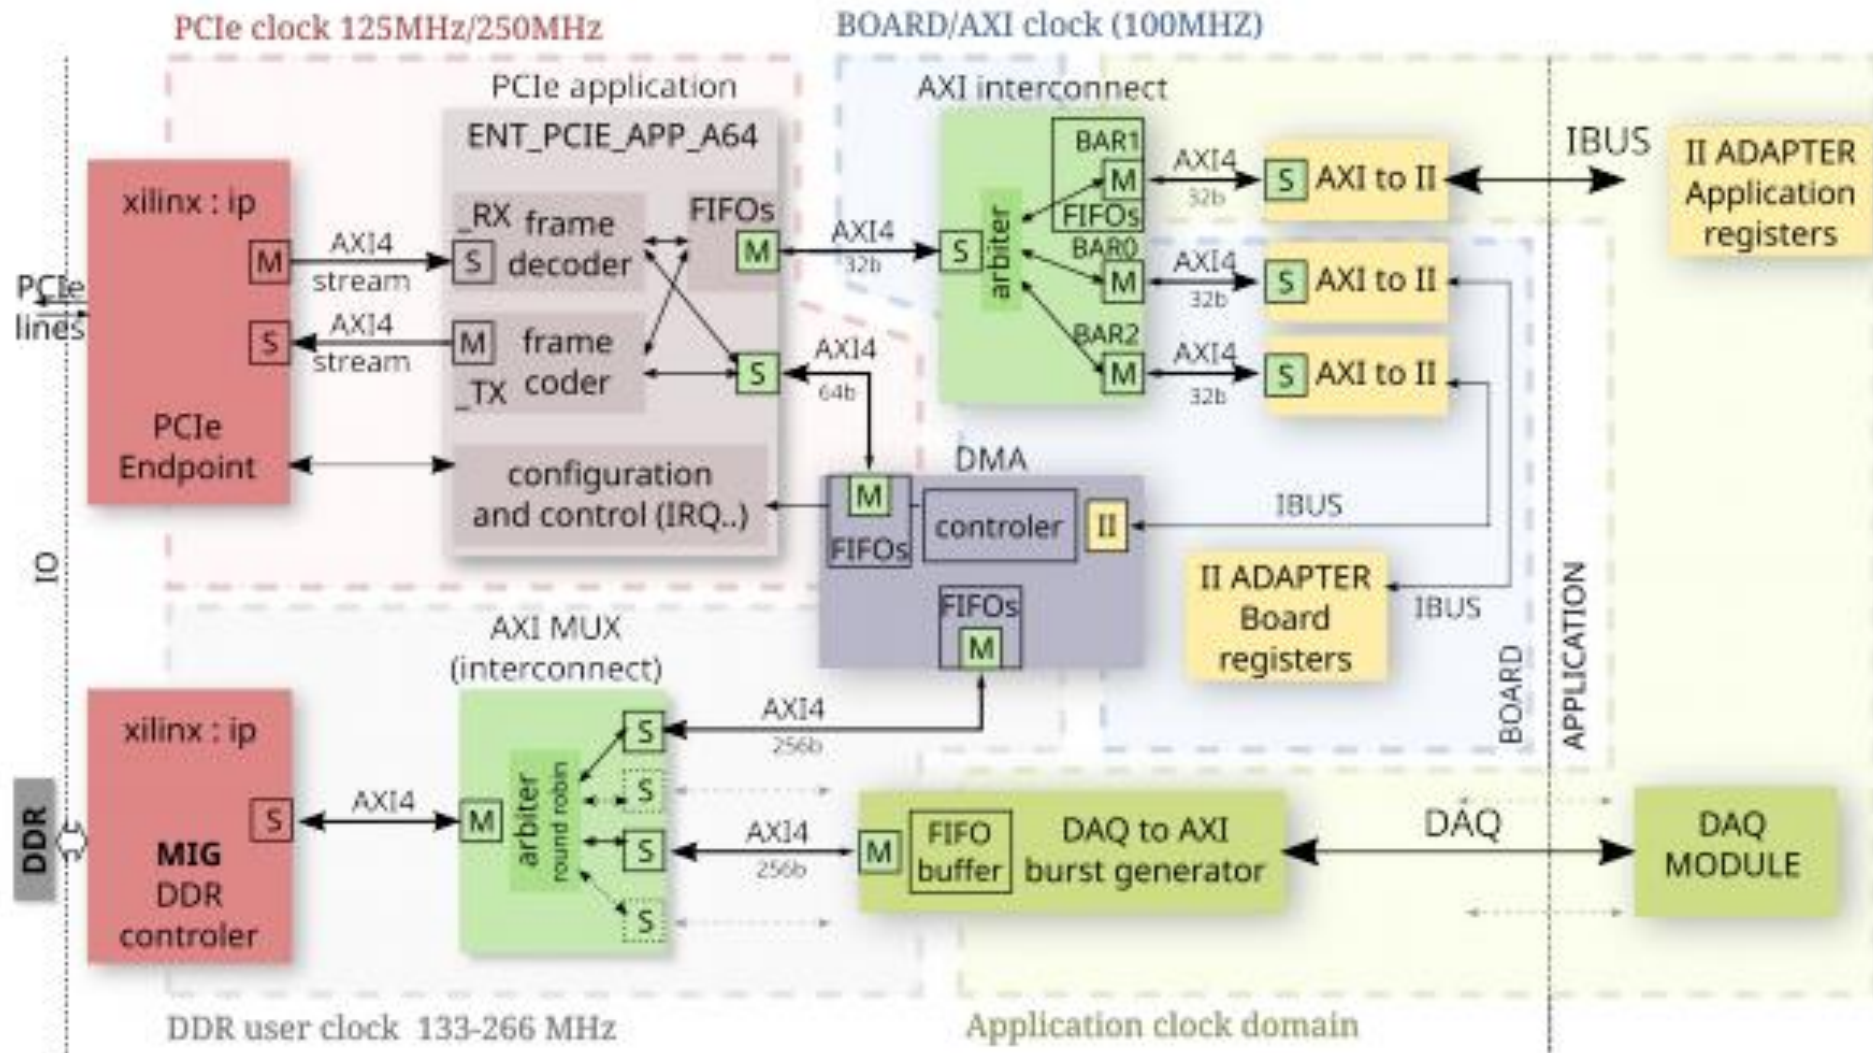 PCIe clock 125MHz/250MHz
BOARD/AXI clock (100MHZ)
PCIe application
ENT_PCIE_APP_A64
AXI interconnect
xilinx : ip
M
S
PCIe
Endpoint
PCIe
lines
IO
AXI4
stream
AXI4
stream
_RX
S
frame
decoder
M
_TX
frame
coder
FIFOs
M
S
configuration
and control (IRQ..)
AXI4
32b
AXI4
64b
S
arbiter
BAR1
M
FIFOs
BAR0
M
BAR2
M
AXI4
32b
AXI4
32b
AXI4
32b
S
AXI to II
S
AXI to II
S
AXI to II
IBUS
II ADAPTER
Application
registers
DMA
M
FIFOs
controler
II
FIFOs
M
IBUS
IBUS
II ADAPTER
Board
registers
BOARD
APPLICATION
AXI MUX
(interconnect)
xilinx : ip
S
MIG
DDR
controler
DDR
AXI4
M
arbiter
round robin
S
S
S
S
AXI4
256b
AXI4
256b
M
FIFO
buffer
DAQ to AXI
burst generator
DAQ
DAQ
MODULE
DDR user clock 133-266 MHz
Application clock domain